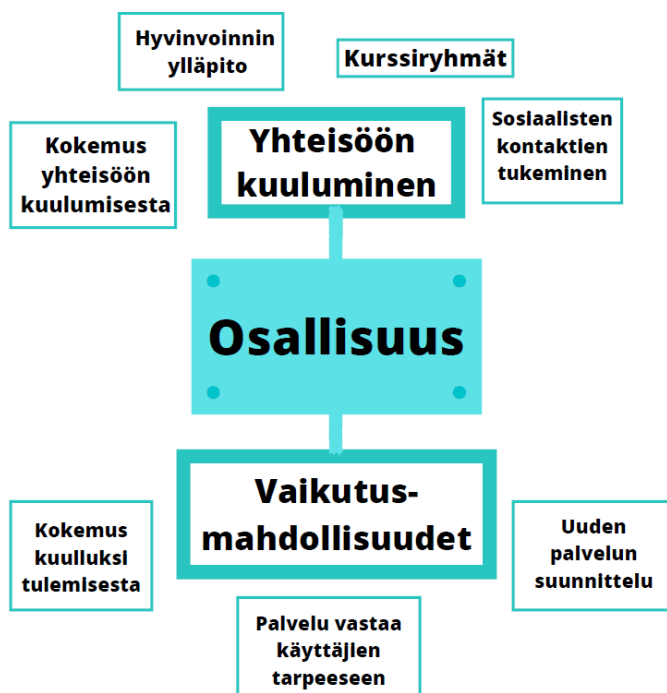 Hyvinvoinnin
ylläpito
Kurssiryhmät
Kokemus
yhteisöön
kuulumisesta
Yhteisöön
kuuluminen
Sosiaalisten
kontaktien
tukeminen
Osallisuus
Vaikutus-
mahdollisuudet
Kokemus
kuulluksi
tulemisesta
Uuden
palvelun
suunnittelu
Palvelu vastaa
käyttäjien
tarpeeseen